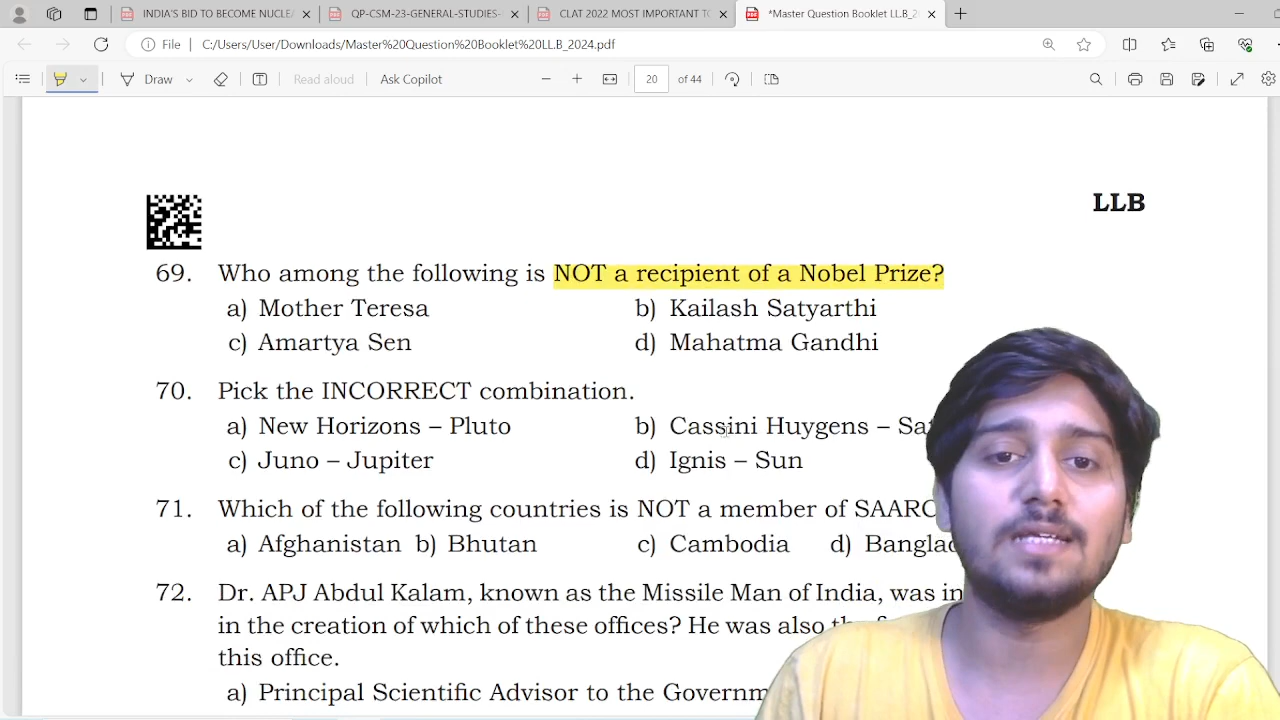 INDIA'S BID TO BECOME NUCLE
QP-CSM-23-GENERAL-STUDIES-
CLAT 2022 MOST IMPORTANT TO
*Master Question Booklet LL.B_2
File
C:/Users/User/Downloads/Master%20Question%20Booklet%20LL.B_2024.pdf
Draw
Read aloud
Ask Copilot
20 of 44
LLB
69. Who among the following is NOT a recipient of a Nobel Prize?
a) Mother Teresa b) Kailash Satyarthi
c) Amartya Sen d) Mahatma Gandhi
70. Pick the INCORRECT combination.
a) New Horizons – Pluto b) Cassini Huygens –
c) Juno – Jupiter d) Ignis – Sun
71. Which of the following countries is NOT a member of SAARC
a) Afghanistan b) Bhutan c) Cambodia d)
72. Dr. APJ Abdul Kalam, known as the Missile Man of India, was
in the creation of which of these offices? He was also the
this office.
a) Principal Scientific Advisor to the